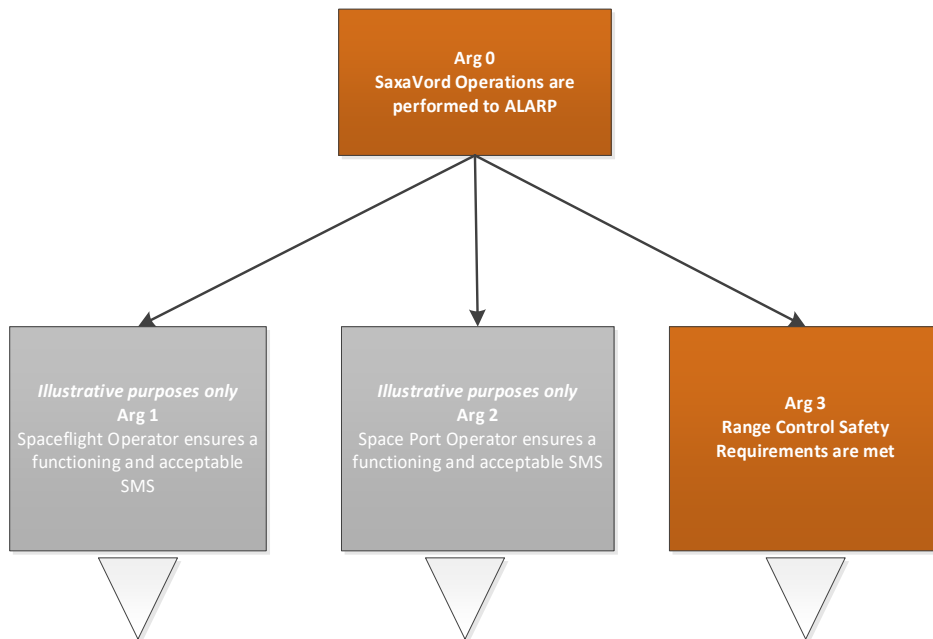 Arg 0
SaxaVord Operations are
performed to ALARP
Illustrative purposes only
Arg 1
Spaceflight Operator ensures a
functioning and acceptable
SMS
Illustrative purposes only
Arg 2
Space Port Operator ensures a
functioning and acceptable SMS
Arg 3
Range Control Safety
Requirements are met